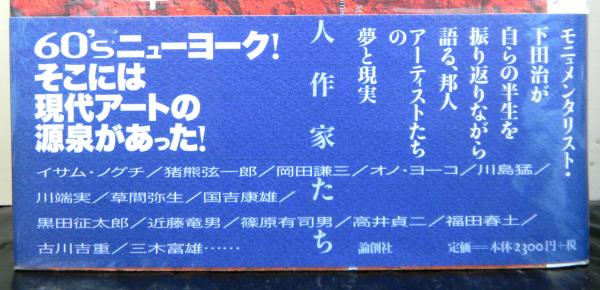 モニュメンタリスト・
下田治が
自らの半生を
振り返りながら
語る、邦人
アーティストたち
の
夢と現実
人作家たち
60'sニューヨーク!
そこには
現代アートの
源泉があった!
イサム・ノグチ／猪熊弦一郎／岡田謙三／オノ・ヨーコ／川島猛／
川端実／草間弥生／国吉康雄／
黒田征太郎／近藤竜男／篠原有司男／高井貞二／福田春土／
古川吉重／三木富雄……
論創社
定価＝本体2300円+税